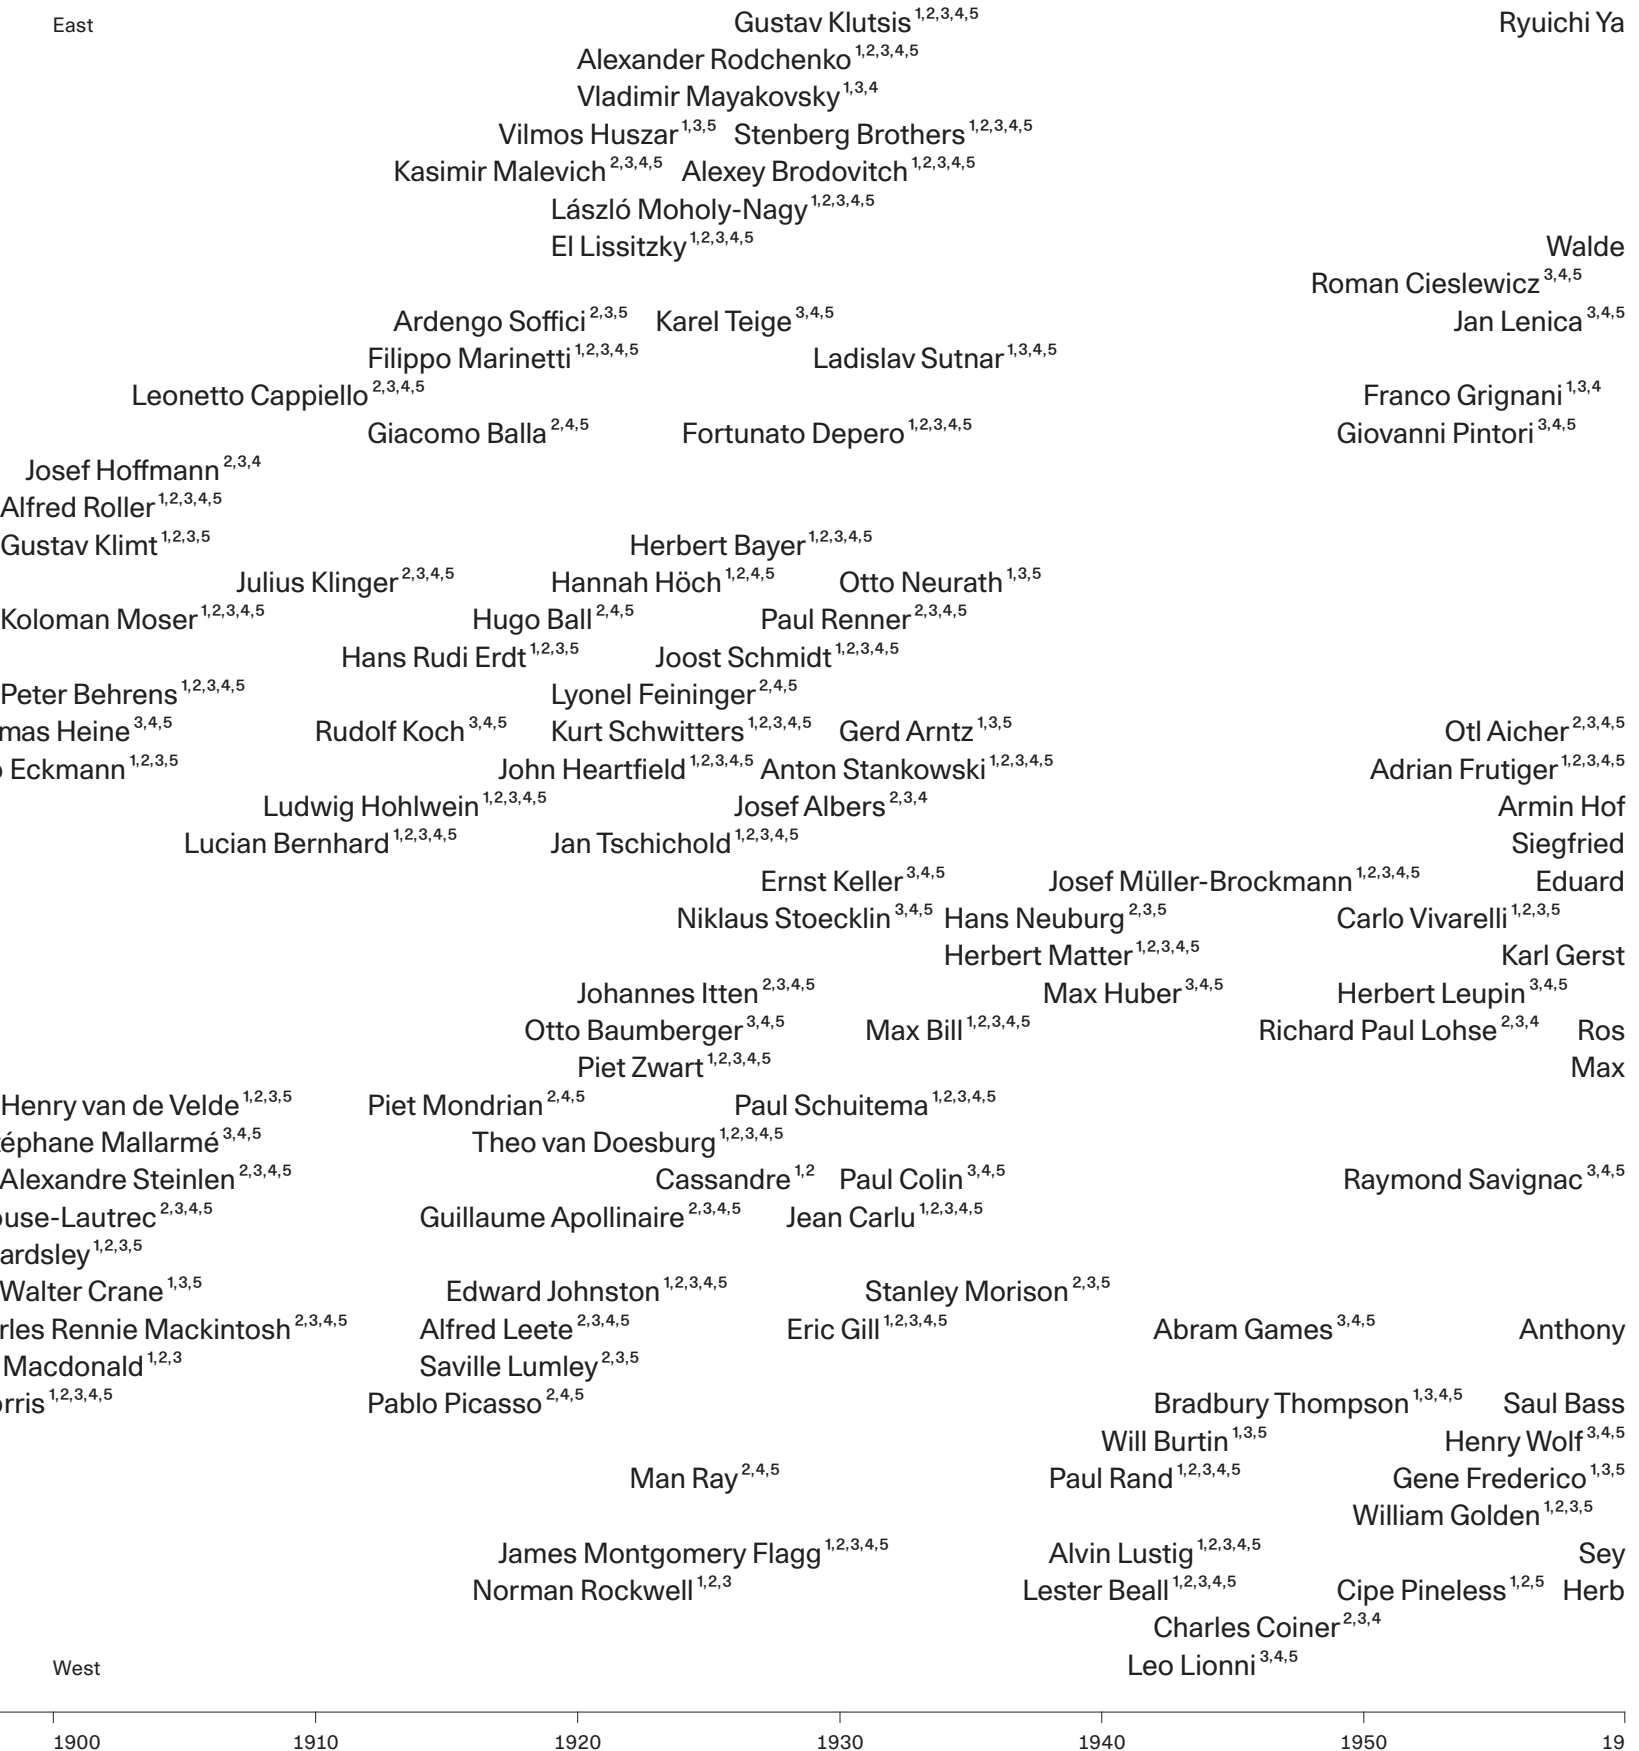 East Gustav Klutsis 1,2,3,4,5 Ryuichi Ya
Alexander Rodchenko 1,2,3,4,5
Vladimir Mayakovsky 1,3,4
Vilmos Huszar 1,3,5 Stenberg Brothers 1,2,3,4,5
Kasimir Malevich 2,3,4,5 Alexey Brodovitch 1,2,3,4,5
László Moholy-Nagy 1,2,3,4,5
El Lissitzky 1,2,3,4,5 Walde
Roman Cieslewicz 3,4,5
Ardengo Soffici 2,3,5 Karel Teige 3,4,5 Jan Lenica 3,4,5
Filippo Marinetti 1,2,3,4,5 Ladislav Sutnar 1,3,4,5
Leonetto Cappiello 2,3,4,5 Franco Grignani 1,3,4
Giacomo Balla 2,4,5 Fortunato Depero 1,2,3,4,5 Giovanni Pintori 3,4,5
Josef Hoffmann 2,3,4
Alfred Roller 1,2,3,4,5
Gustav Klimt 1,2,3,5 Herbert Bayer 1,2,3,4,5
Julius Klinger 2,3,4,5 Hannah Höch 1,2,4,5 Otto Neurath 1,3,5
Koloman Moser 1,2,3,4,5 Hugo Ball 2,4,5 Paul Renner 2,3,4,5
Hans Rudi Erdt 1,2,3,5 Joost Schmidt 1,2,3,4,5
Peter Behrens 1,2,3,4,5 Lyonel Feininger 2,4,5
mas Heine 3,4,5 Rudolf Koch 3,4,5 Kurt Schwitters 1,2,3,4,5 Gerd Arntz 1,3,5 Otl Aicher 2,3,4,5
Eckmann 1,2,3,5 John Heartfield 1,2,3,4,5 Anton Stankowski 1,2,3,4,5 Adrian Frutiger 1,2,3,4,5
Ludwig Hohlwein 1,2,3,4,5 Josef Albers 2,3,4 Armin Hof
Lucian Bernhard 1,2,3,4,5 Jan Tschichold 1,2,3,4,5 Siegfried
Ernst Keller 3,4,5 Josef Müller-Brockmann 1,2,3,4,5 Eduard
Niklaus Stoecklin 3,4,5 Hans Neuburg 2,3,5 Carlo Vivarelli 1,2,3,5
Herbert Matter 1,2,3,4,5 Karl Gerst
Johannes Itten 2,3,4,5 Max Huber 3,4,5 Herbert Leupin 3,4,5
Otto Baumberger 3,4,5 Max Bill 1,2,3,4,5 Richard Paul Lohse 2,3,4 Ros
Piet Zwart 1,2,3,4,5 Max
Henry van de Velde 1,2,3,5 Piet Mondrian 2,4,5 Paul Schuitema 1,2,3,4,5
téphane Mallarmé 3,4,5 Theo van Doesburg 1,2,3,4,5
Alexandre Steinlen 2,3,4,5 Cassandre 1,2 Paul Colin 3,4,5 Raymond Savignac 3,4,5
ouse-Lautrec 2,3,4,5 Guillaume Apollinaire 2,3,4,5 Jean Carlu 1,2,3,4,5
ardsley 1,2,3,5
Walter Crane 1,3,5 Edward Johnston 1,2,3,4,5 Stanley Morison 2,3,5
rles Rennie Mackintosh 2,3,4,5 Alfred Leete 2,3,4,5 Eric Gill 1,2,3,4,5 Abram Games 3,4,5 Anthony
Macdonald 1,2,3 Saville Lumley 2,3,5
orris 1,2,3,4,5 Pablo Picasso 2,4,5 Bradbury Thompson 1,3,4,5 Saul Bass
Will Burtin 1,3,5 Henry Wolf 3,4,5
Man Ray 2,4,5 Paul Rand 1,2,3,4,5 Gene Frederico 1,3,5
William Golden 1,2,3,5
James Montgomery Flagg 1,2,3,4,5 Alvin Lustig 1,2,3,4,5 Sey
Norman Rockwell 1,2,3 Lester Beall 1,2,3,4,5 Cipe Pineless 1,2,5 Herb
Charles Coiner 2,3,4
West Leo Lionni 3,4,5
1900 1910 1920 1930 1940 1950 19